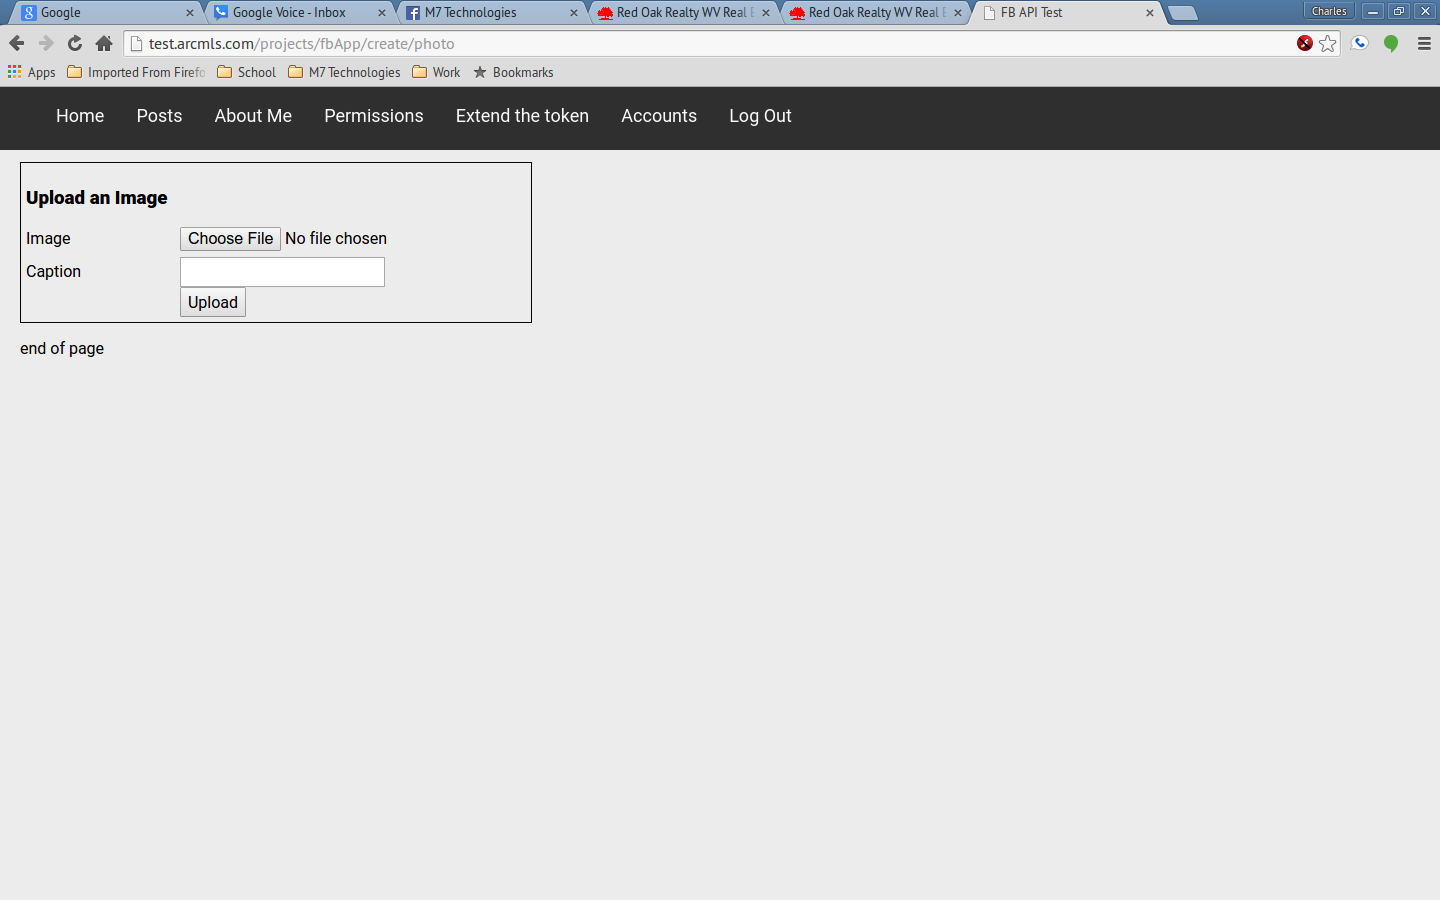 Google
Google Voice - Inbox
M7 Technologies
Red Oak Realty WV Real E
Red Oak Realty WV Real E
FB API Test
Charles
test.arcmls.com/projects/fbApp/create/photo
Apps
Imported From Firefo
School
M7 Technologies
Work
Bookmarks
Home
Posts
About Me
Permissions
Extend the token
Accounts
Log Out
Upload an Image
Image
Choose File No file chosen
Caption
Upload
end of page